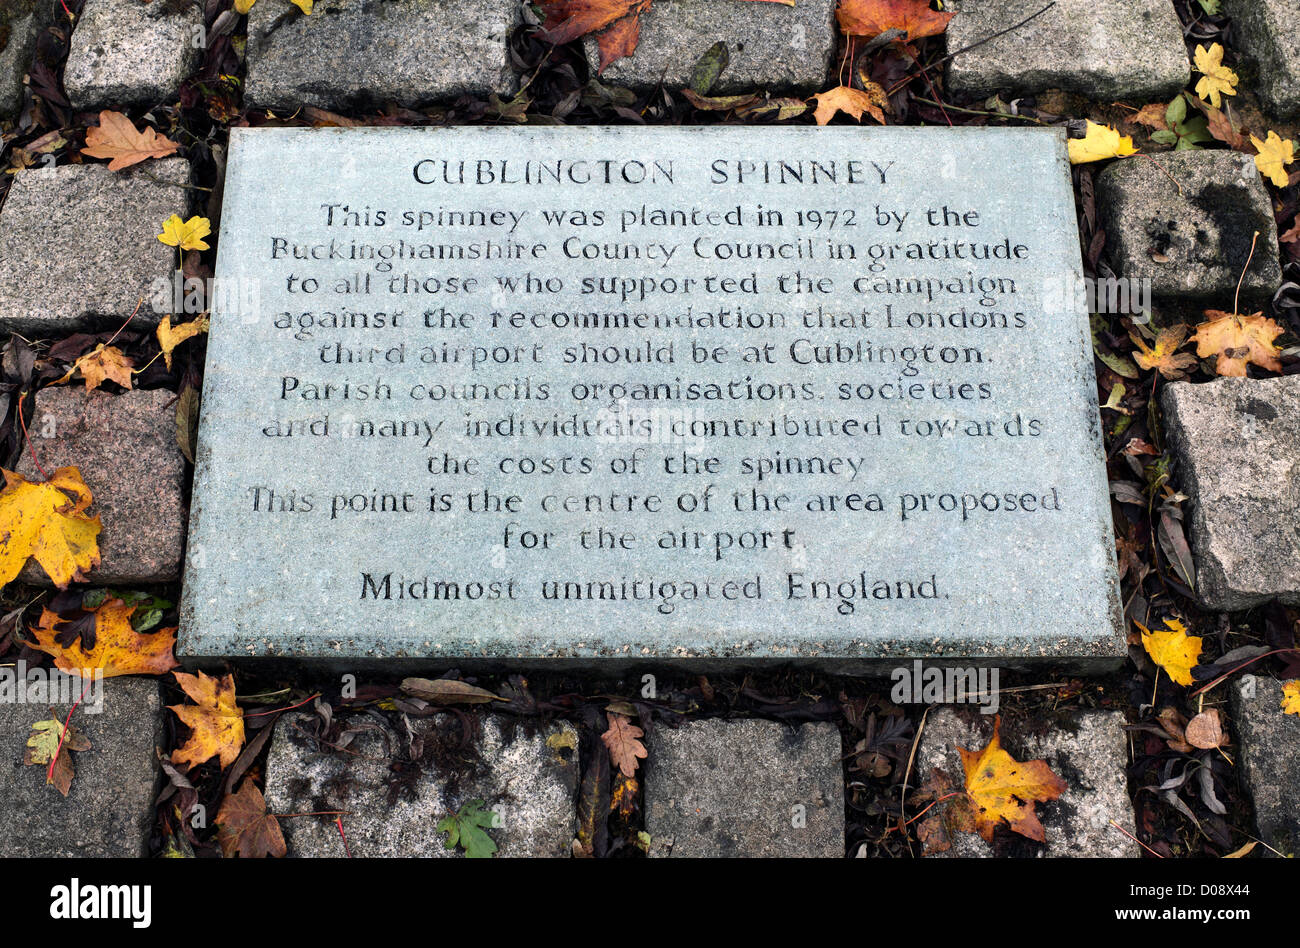 CUBLINGTON SPINNEY
This spinney was planted in 1972 by the
Buckinghamshire County Council in gratitude
to all those who supported the campaign
against the recommendation that Londons
third airport should be at Cublington.
Parish councils organisations, societies
and many individuals contributed towards
the costs of the spinney
This point is the centre of the area proposed
for the airport.
Midmost unmitigated England.
a
alamy
Image ID: D08X44
www.alamy.com